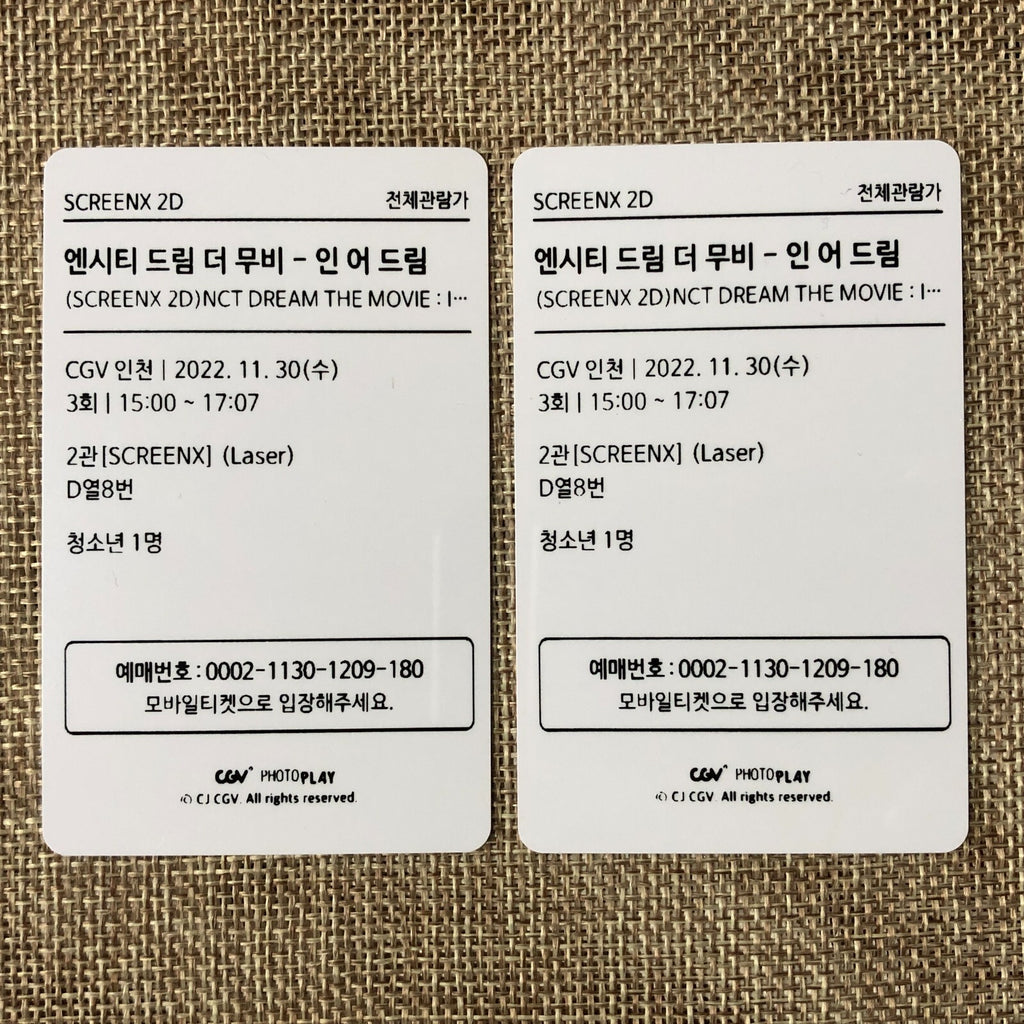 SCREENX 2D 전체관람가
엔시티 드림 더 무비 - 인 어 드림
(SCREENX 2D)NCT DREAM THE MOVIE : I···
CGV 인천 | 2022. 11. 30(수)
3회 | 15:00 ~ 17:07
2관[SCREENX] (Laser)
D열8번
청소년 1명
예매번호 : 0002-1130-1209-180
모바일티켓으로 입장해주세요.
CGV PHOTOPLAY
© CJ CGV. All rights reserved.
SCREENX 2D 전체관람가
엔시티 드림 더 무비 - 인 어 드림
(SCREENX 2D)NCT DREAM THE MOVIE : I···
CGV 인천 | 2022. 11. 30(수)
3회 | 15:00 ~ 17:07
2관[SCREENX] (Laser)
D열8번
청소년 1명
예매번호 : 0002-1130-1209-180
모바일티켓으로 입장해주세요.
CGV PHOTOPLAY
© CJ CGV. All rights reserved.